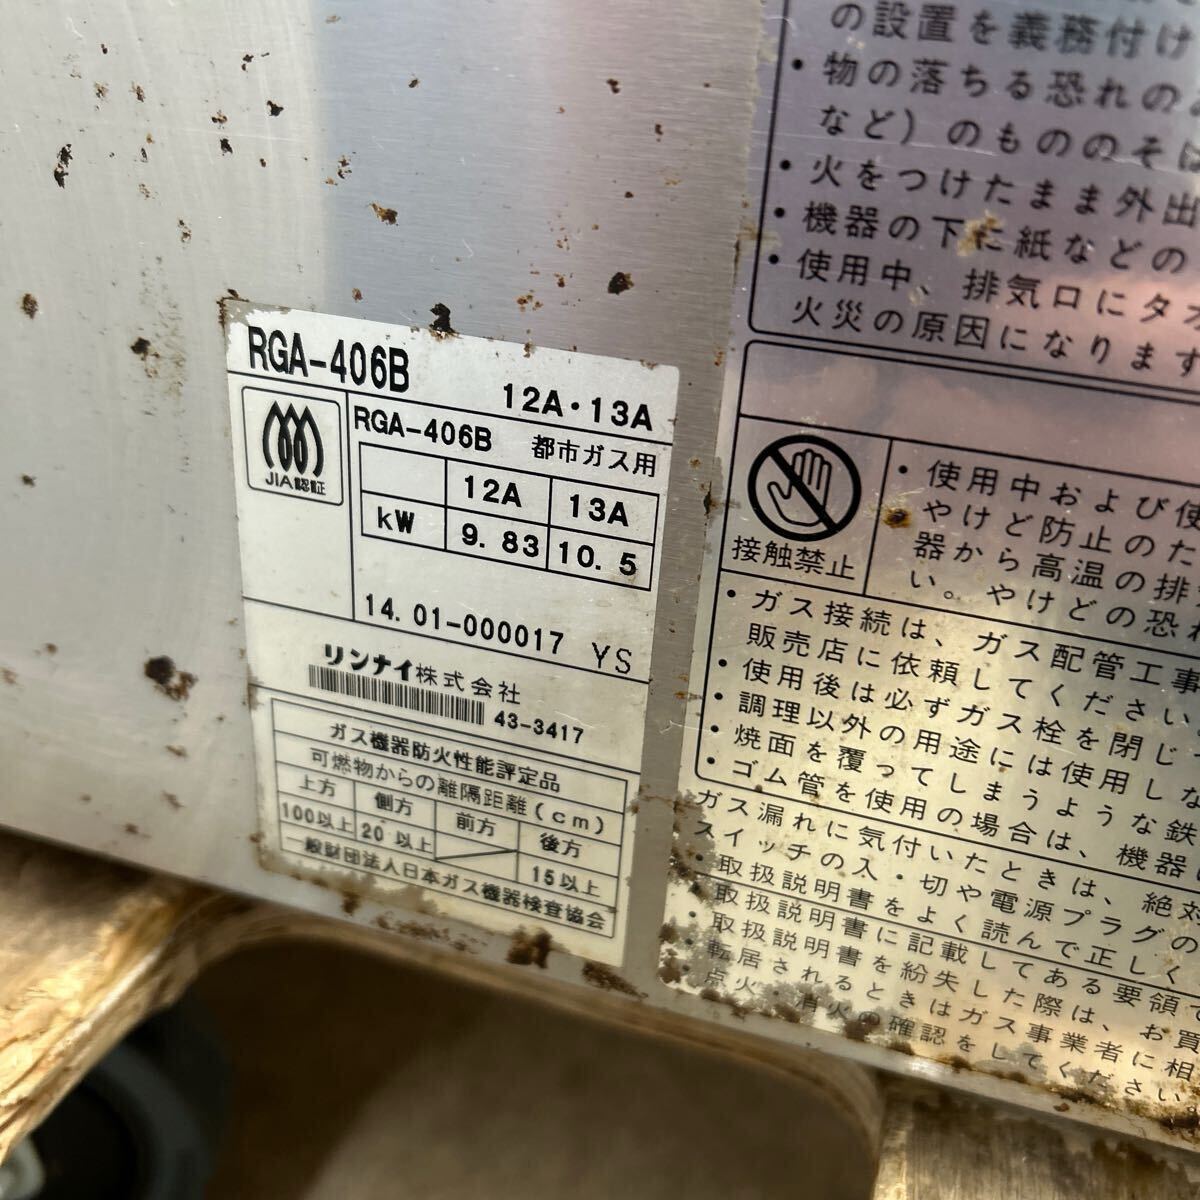 RGA-406B 12A・13A
JIA認証
RGA-406B 都市ガス用
12A 13A
kW 9.83 10.5
14.01-000017 YS
リンナイ株式会社
43-3417
ガス機器防火性能評定品
可燃物からの離隔距離(cm)
上方 側方 前方 後方
100以上 20以上 15以上
一般財団法人日本ガス機器検査協会
の設置を義務付け
・物の落ちる恐れの
など)のもののそば
・火をつけたまま外出
・機器の下に紙などの
・使用中、排気口にタオ
火災の原因になります
接触禁止
・使用中および使
やけど防止のた
器から高温の排
い。やけどの恐れ
・ガス接続は、ガス配管工事
販売店に依頼してください。
・使用後は必ずガス栓を閉じ
・調理以外の用途には使用しな
・焼面を覆ってしまうような鉄
・ゴム管を使用の場合は、機器
ガス漏れに気付いたときは、絶対
スイッチの入・切や電源プラグの
・取扱説明書をよく読んで正しく
・取扱説明書に記載してある要領で
・取扱説明書を紛失した際は、お買
・転居されるときはガス事業者に相
点火・消火の確認をしてください。